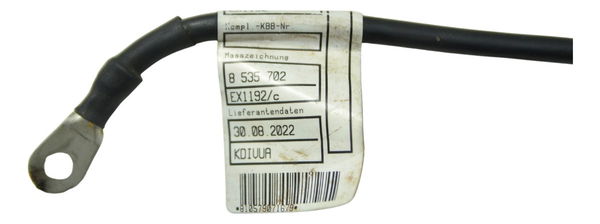 Kompl.-KBB-Nr
Masszeichnung
8 535 702
EX1192/c
Lieferantendaten
30.08.2022
KDIVUA